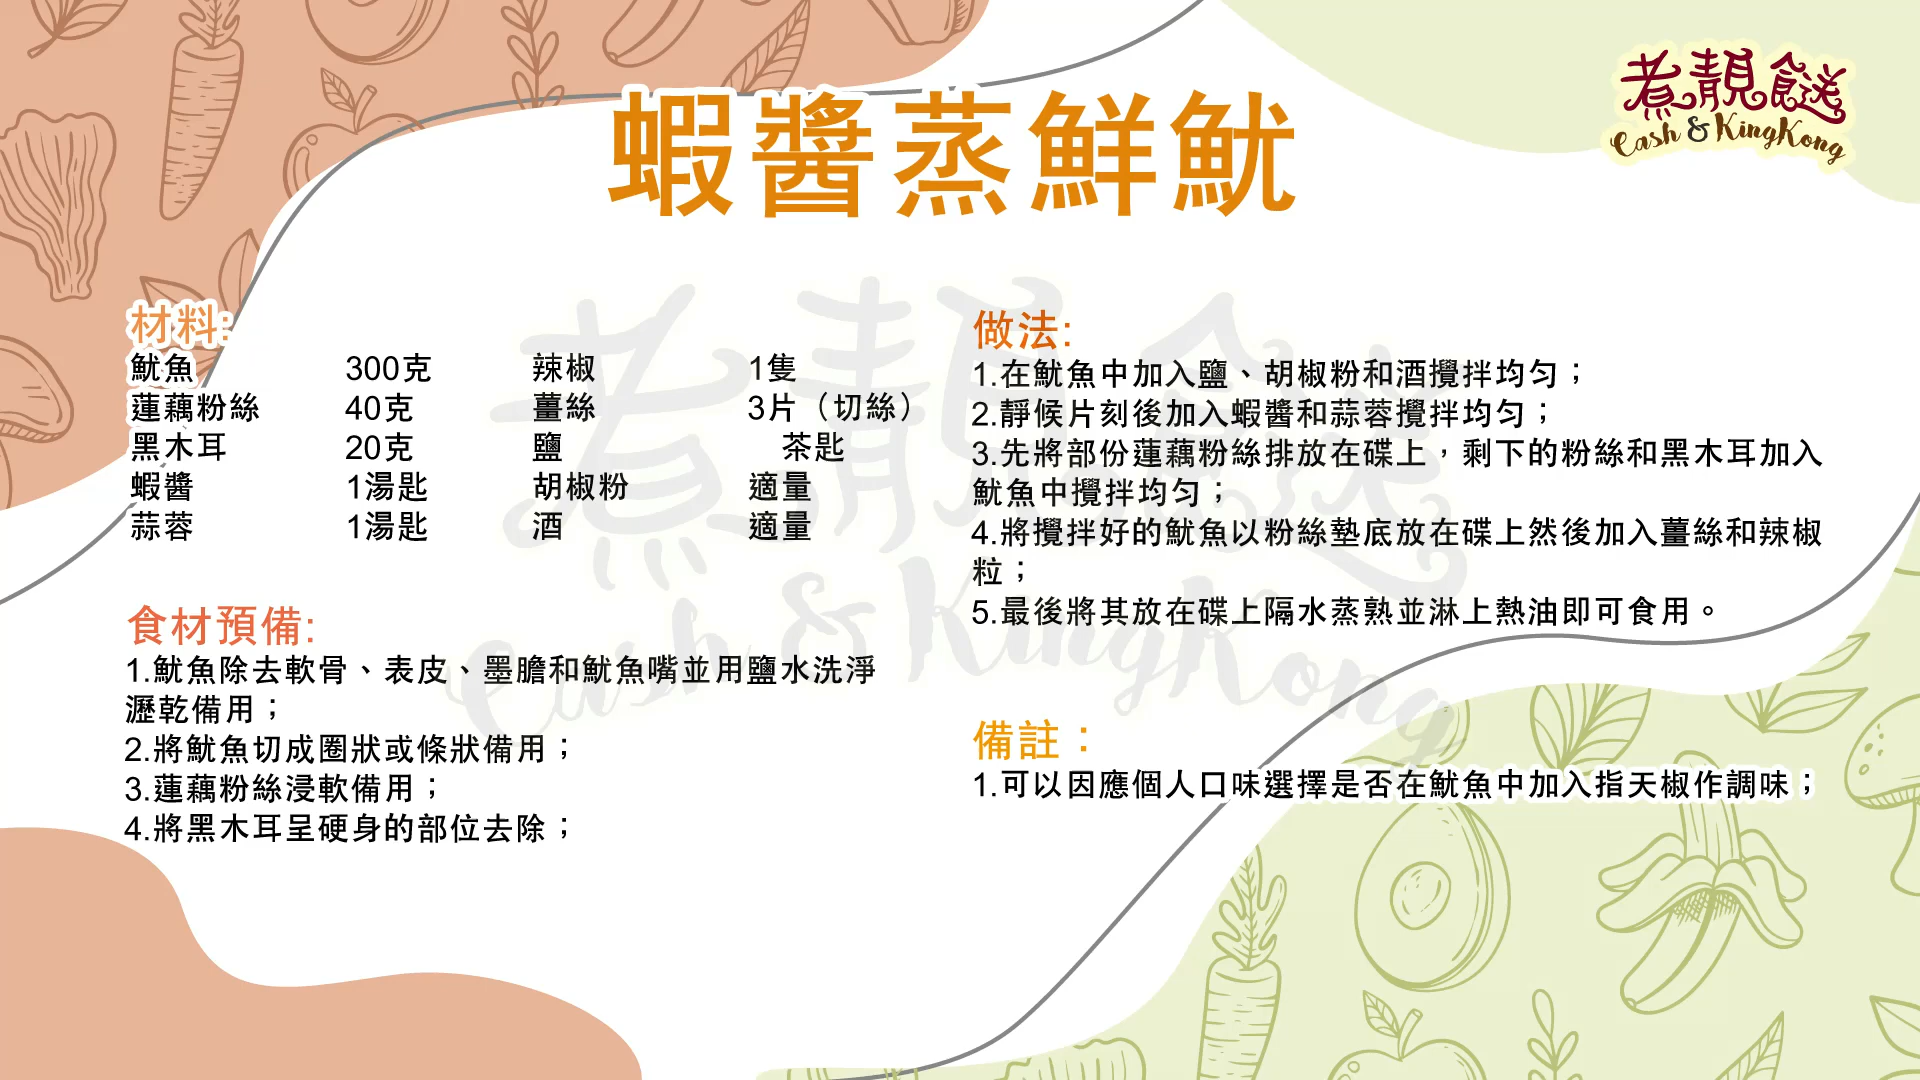 煮靚餸
Cash & KingKong
蝦醬蒸鮮魷
材料:
魷魚 300克 辣椒 1隻
蓮藕粉絲 40克 薑絲 3片（切絲）
黑木耳 20克 鹽 茶匙
蝦醬 1湯匙 胡椒粉 適量
蒜蓉 1湯匙 酒 適量
食材預備:
1.魷魚除去軟骨、表皮、墨膽和魷魚嘴並用鹽水洗淨
瀝乾備用；
2.將魷魚切成圈狀或條狀備用；
3.蓮藕粉絲浸軟備用；
4.將黑木耳呈硬身的部位去除；
做法:
1.在魷魚中加入鹽、胡椒粉和酒攪拌均勻；
2.靜候片刻後加入蝦醬和蒜蓉攪拌均勻；
3.先將部份蓮藕粉絲排放在碟上，剩下的粉絲和黑木耳加入
魷魚中攪拌均勻；
4.將攪拌好的魷魚以粉絲墊底放在碟上然後加入薑絲和辣椒
粒；
5.最後將其放在碟上隔水蒸熟並淋上熱油即可食用。
備註：
1.可以因應個人口味選擇是否在魷魚中加入指天椒作調味；
煮靚餸
Cash & KingKong